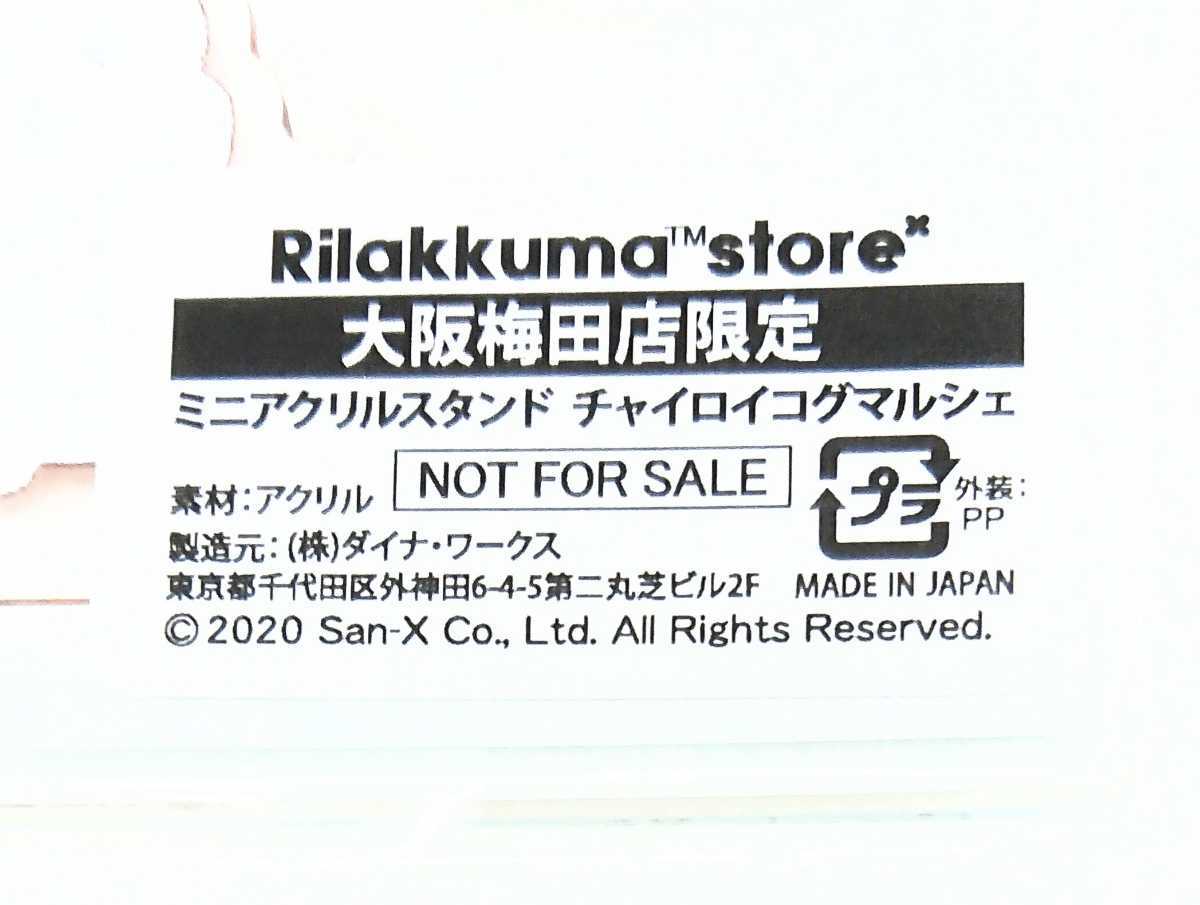 Rilakkuma™store
大阪梅田店限定
ミニアクリルスタンド チャイロイコグマルシェ
素材:アクリル NOT FOR SALE プラ 外装:
PP
製造元:(株)ダイナ・ワークス
東京都千代田区外神田6-4-5第二丸芝ビル2F MADE IN JAPAN
©2020 San-X Co., Ltd. All Rights Reserved.